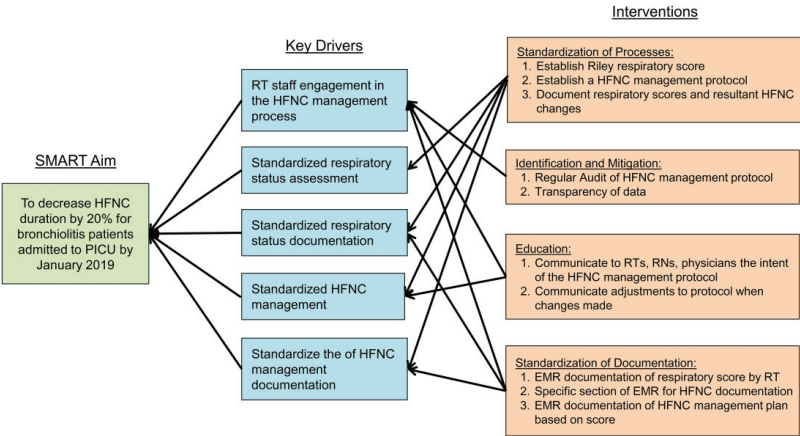 SMART Aim
To decrease HFNC
duration by 20% for
bronchiolitis patients
admitted to PICU by
January 2019
Key Drivers
RT staff engagement in
the HFNC management
process
Standardized respiratory
status assessment
Standardized respiratory
status documentation
Standardized HFNC
management
Standardize the of HFNC
management
documentation
Interventions
Standardization of Processes:
1. Establish Riley respiratory score
2. Establish a HFNC management protocol
3. Document respiratory scores and resultant HFNC
changes
Identification and Mitigation:
1. Regular Audit of HFNC management protocol
2. Transparency of data
Education:
1. Communicate to RTs, RNs, physicians the intent
of the HFNC management protocol
2. Communicate adjustments to protocol when
changes made
Standardization of Documentation:
1. EMR documentation of respiratory score by RT
2. Specific section of EMR for HFNC documentation
3. EMR documentation of HFNC management plan
based on score